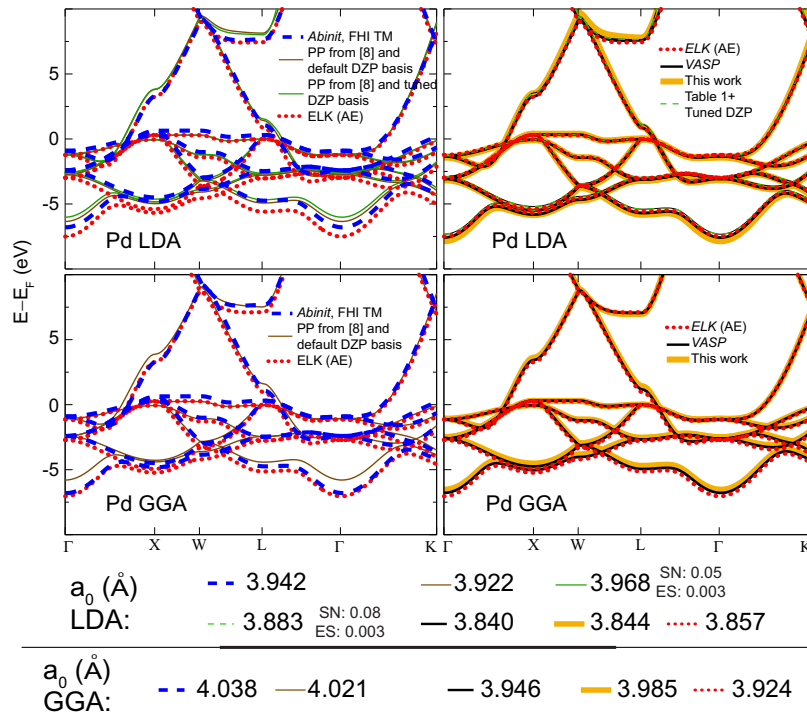 Abinit, FHI TM
PP from [8] and
default DZP basis
PP from [8] and tuned
DZP basis
ELK (AE)
5
-5
Pd LDA
ELK (AE)
VASP
This work
Table 1+
Tuned DZP
Pd LDA
E-E_F (eV)
Abinit, FHI TM
PP from [8] and
default DZP basis
ELK (AE)
5
-5
Pd GGA
ELK (AE)
VASP
This work
Pd GGA
Γ X W L Γ K Γ X W L Γ K
a_0 (Å) 3.942 3.922 3.968 SN: 0.05 ES: 0.003
LDA: 3.883 SN: 0.08 ES: 0.003 3.840 3.844 3.857
a_0 (Å)
GGA: 4.038 4.021 3.946 3.985 3.924